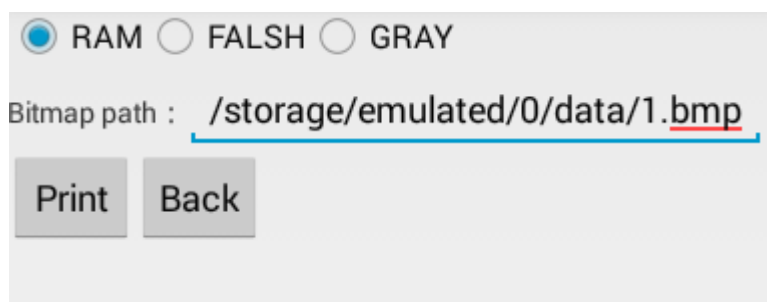 RAM FALSH GRAY
Bitmap path : /storage/emulated/0/data/1.bmp
Print Back